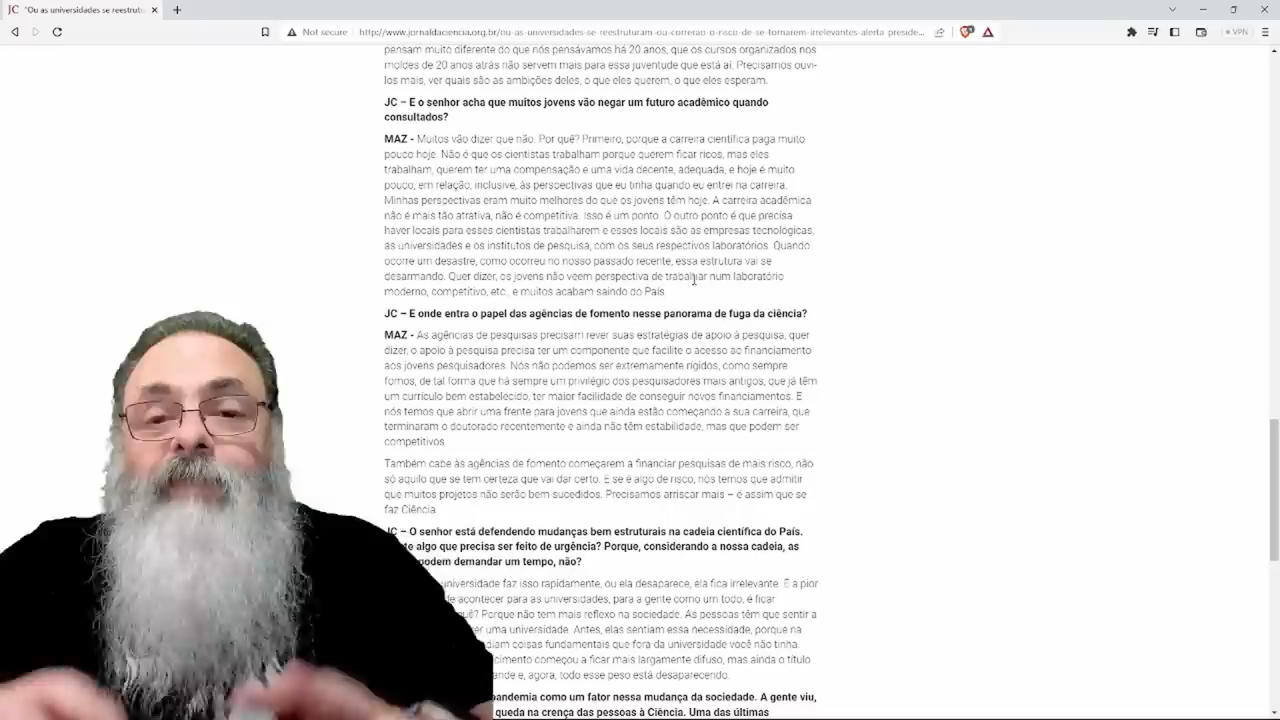 JC "Ou as universidades se reestrutu
Not secure http://www.jornaldaciencia.org.br/ou-as-universidades-se-reestruturam-ou-correrao-o-risco-de-se-tornarem-irrelevantes-alerta-preside... VPN
pensam muito diferente do que nós pensávamos há 20 anos, que os cursos organizados nos
moldes de 20 anos atrás não servem mais para essa juventude que está aí. Precisamos ouvi-
los mais, ver quais são as ambições deles, o que eles querem, o que eles esperam.
JC – E o senhor acha que muitos jovens vão negar um futuro acadêmico quando
consultados?
MAZ - Muitos vão dizer que não. Por quê? Primeiro, porque a carreira científica paga muito
pouco hoje. Não é que os cientistas trabalham porque querem ficar ricos, mas eles
trabalham, querem ter uma compensação e uma vida decente, adequada, e hoje é muito
pouco, em relação, inclusive, às perspectivas que eu tinha quando eu entrei na carreira.
Minhas perspectivas eram muito melhores do que os jovens têm hoje. A carreira acadêmica
não é mais tão atrativa, não é competitiva. Isso é um ponto. O outro ponto é que precisa
haver locais para esses cientistas trabalharem e esses locais são as empresas tecnológicas,
as universidades e os institutos de pesquisa, com os seus respectivos laboratórios. Quando
ocorre um desastre, como ocorreu no nosso passado recente, essa estrutura vai se
desarmando. Quer dizer, os jovens não veem perspectiva de trabalhar num laboratório
moderno, competitivo, etc., e muitos acabam saindo do País.
JC – E onde entra o papel das agências de fomento nesse panorama de fuga da ciência?
MAZ - As agências de pesquisas precisam rever suas estratégias de apoio à pesquisa, quer
dizer, o apoio à pesquisa precisa ter um componente que facilite o acesso ao financiamento
aos jovens pesquisadores. Nós não podemos ser extremamente rígidos, como sempre
fomos, de tal forma que há sempre um privilégio dos pesquisadores mais antigos, que já têm
um currículo bem estabelecido, ter maior facilidade de conseguir novos financiamentos. E
nós temos que abrir uma frente para jovens que ainda estão começando a sua carreira, que
terminaram o doutorado recentemente e ainda não têm estabilidade, mas que podem ser
competitivos.
Também cabe às agências de fomento começarem a financiar pesquisas de mais risco, não
só aquilo que se tem certeza que vai dar certo. E se é algo de risco, nós temos que admitir
que muitos projetos não serão bem-sucedidos. Precisamos arriscar mais – é assim que se
faz Ciência.
JC – O senhor está defendendo mudanças bem estruturais na cadeia científica do País.
algo que precisa ser feito de urgência? Porque, considerando a nossa cadeia, as
podem demandar um tempo, não?
universidade faz isso rapidamente, ou ela desaparece, ela fica irrelevante. E a pior
acontecer para as universidades, para a gente como um todo, é ficar
Porque não tem mais reflexo na sociedade. As pessoas têm que sentir a
uma universidade. Antes, elas sentiam essa necessidade, porque na
coisas fundamentais que fora da universidade você não tinha.
começou a ficar mais largamente difuso, mas ainda o título
e, agora, todo esse peso está desaparecendo.
pandemia como um fator nessa mudança da sociedade. A gente viu,
queda na crença das pessoas à Ciência. Uma das últimas